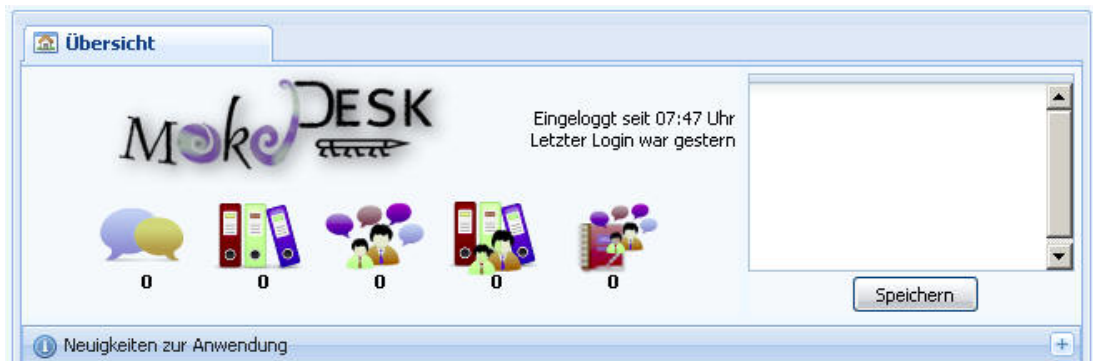 Übersicht
MokeDESK
Eingeloggt seit 07:47 Uhr
Letzter Login war gestern
0 0 0 0 0
Speichern
Neuigkeiten zur Anwendung